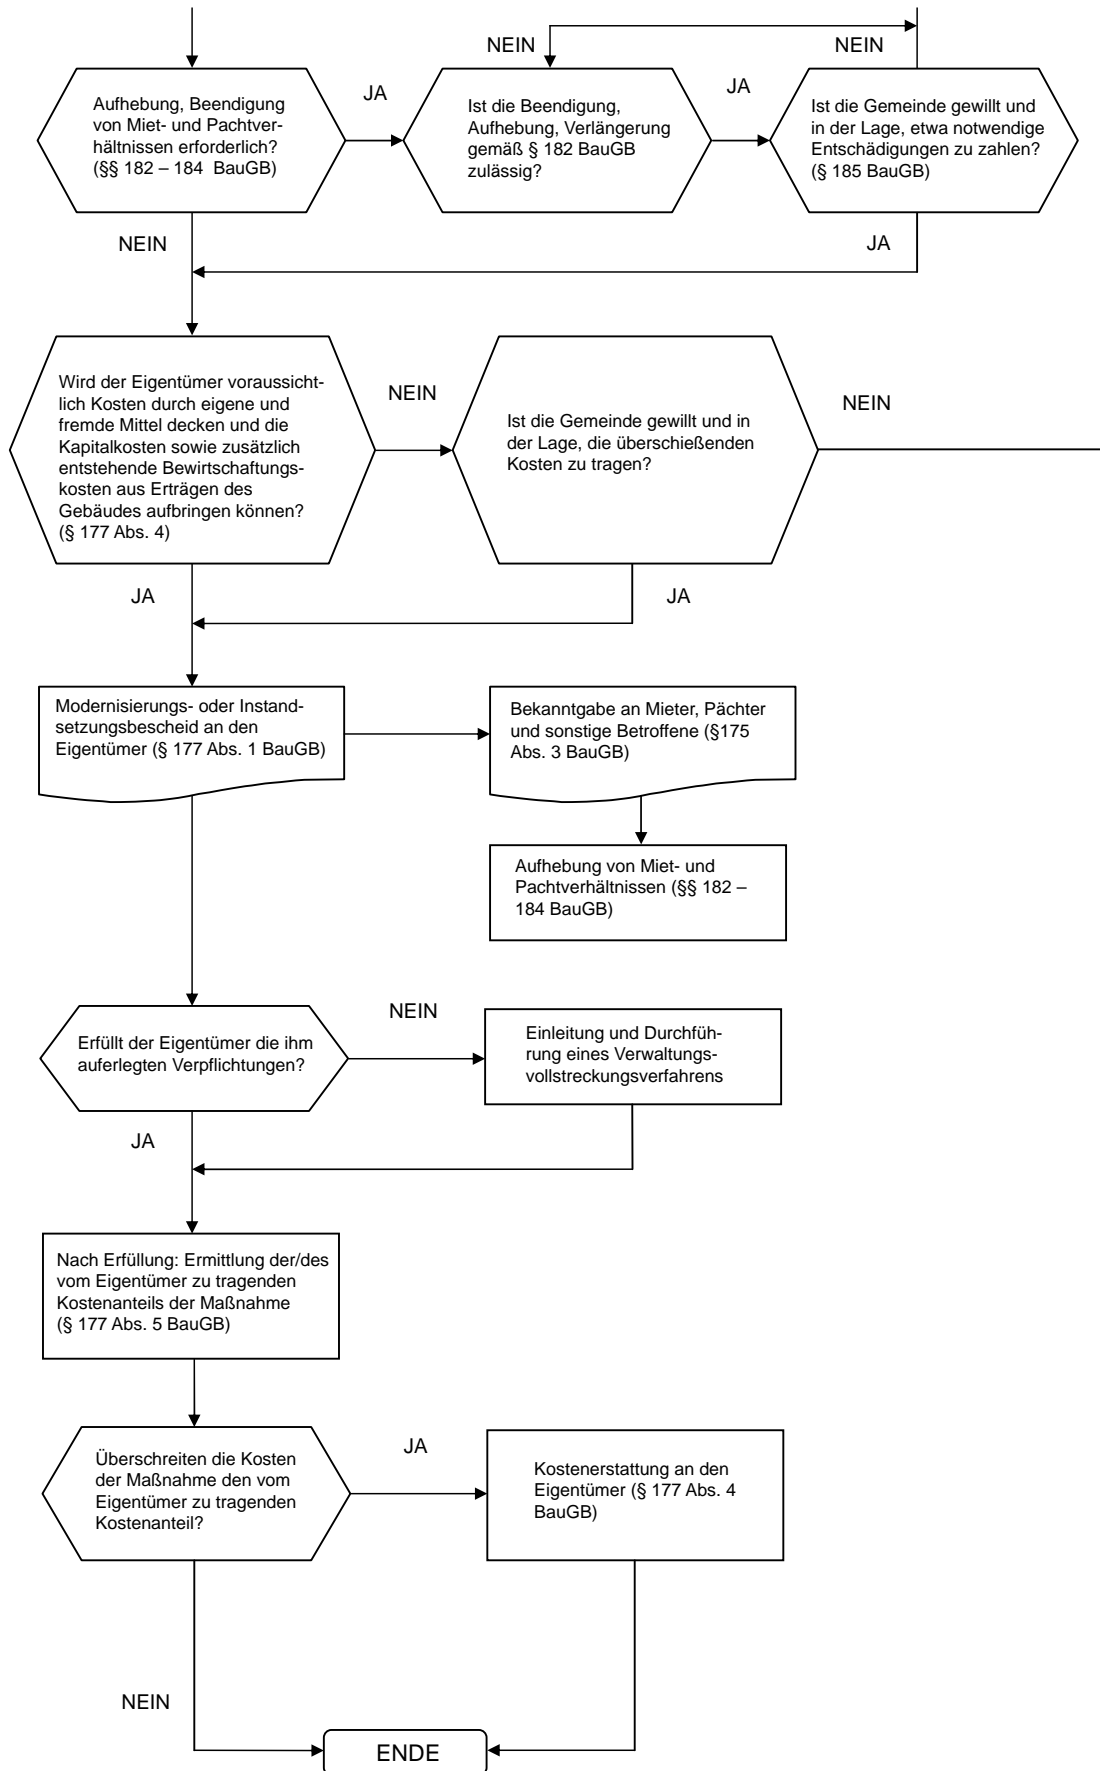 NEIN
NEIN
Aufhebung, Beendigung
von Miet- und Pachtver-
hältnissen erforderlich?
(§§ 182 – 184  BauGB)
JA
Ist die Beendigung,
Aufhebung, Verlängerung
gemäß § 182 BauGB
zulässig?
JA
Ist die Gemeinde gewillt und
in der Lage, etwa notwendige
Entschädigungen zu zahlen?
(§ 185 BauGB)
NEIN
JA
Wird der Eigentümer voraussicht-
lich Kosten durch eigene und
fremde Mittel decken und die
Kapitalkosten sowie zusätzlich
entstehende Bewirtschaftungs-
kosten aus Erträgen des
Gebäudes aufbringen können?
(§ 177 Abs. 4)
NEIN
Ist die Gemeinde gewillt und in
der Lage, die überschießenden
Kosten zu tragen?
NEIN
JA
JA
Modernisierungs- oder Instand-
setzungsbescheid an den
Eigentümer (§ 177 Abs. 1 BauGB)
Bekanntgabe an Mieter, Pächter
und sonstige Betroffene (§175
Abs. 3 BauGB)
Aufhebung von Miet- und
Pachtverhältnissen (§§ 182 –
184 BauGB)
Erfüllt der Eigentümer die ihm
auferlegten Verpflichtungen?
NEIN
Einleitung und Durchfüh-
rung eines Verwaltungs-
vollstreckungsverfahrens
JA
Nach Erfüllung: Ermittlung der/des
vom Eigentümer zu tragenden
Kostenanteils der Maßnahme
(§ 177 Abs. 5 BauGB)
Überschreiten die Kosten
der Maßnahme den vom
Eigentümer zu tragenden
Kostenanteil?
JA
Kostenerstattung an den
Eigentümer (§ 177 Abs. 4
BauGB)
NEIN
ENDE